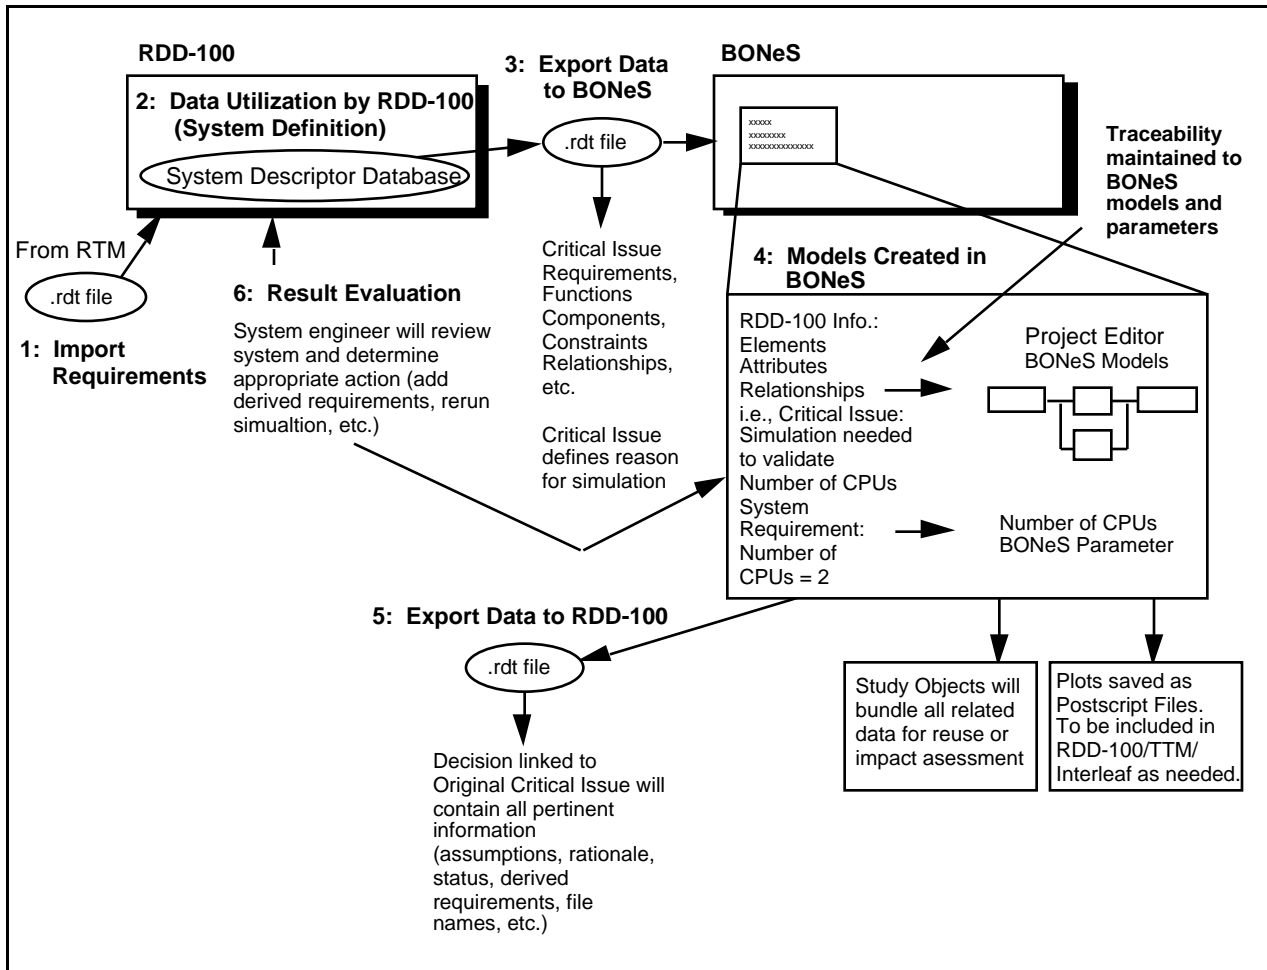 RDD-100
2: Data Utilization by RDD-100
(System Definition)
System Descriptor Database
From RTM
.rdt file
1: Import
Requirements
3: Export Data
to BONeS
.rdt file
Critical Issue
Requirements,
Functions
Components,
Constraints
Relationships,
etc.
Critical Issue
defines reason
for simulation
BONeS
xxxxx
xxxxxxxx
xxxxxxxxxxxxxx
Traceability
maintained to
BONeS
models and
parameters
4: Models Created in
BONeS
RDD-100 Info.:
Elements
Attributes
Relationships
i.e., Critical Issue:
Simulation needed
to validate
Number of CPUs
System
Requirement:
Number of
CPUs = 2
Project Editor
BONeS Models
Number of CPUs
BONeS Parameter
6: Result Evaluation
System engineer will review
system and determine
appropriate action (add
derived requirements, rerun
simualtion, etc.)
5: Export Data to RDD-100
.rdt file
Decision linked to
Original Critical Issue will
contain all pertinent
information
(assumptions, rationale,
status, derived
requirements, file
names, etc.)
Study Objects will
bundle all related
data for reuse or
impact asessment
Plots saved as
Postscript Files.
To be included in
RDD-100/TTM/
Interleaf as needed.